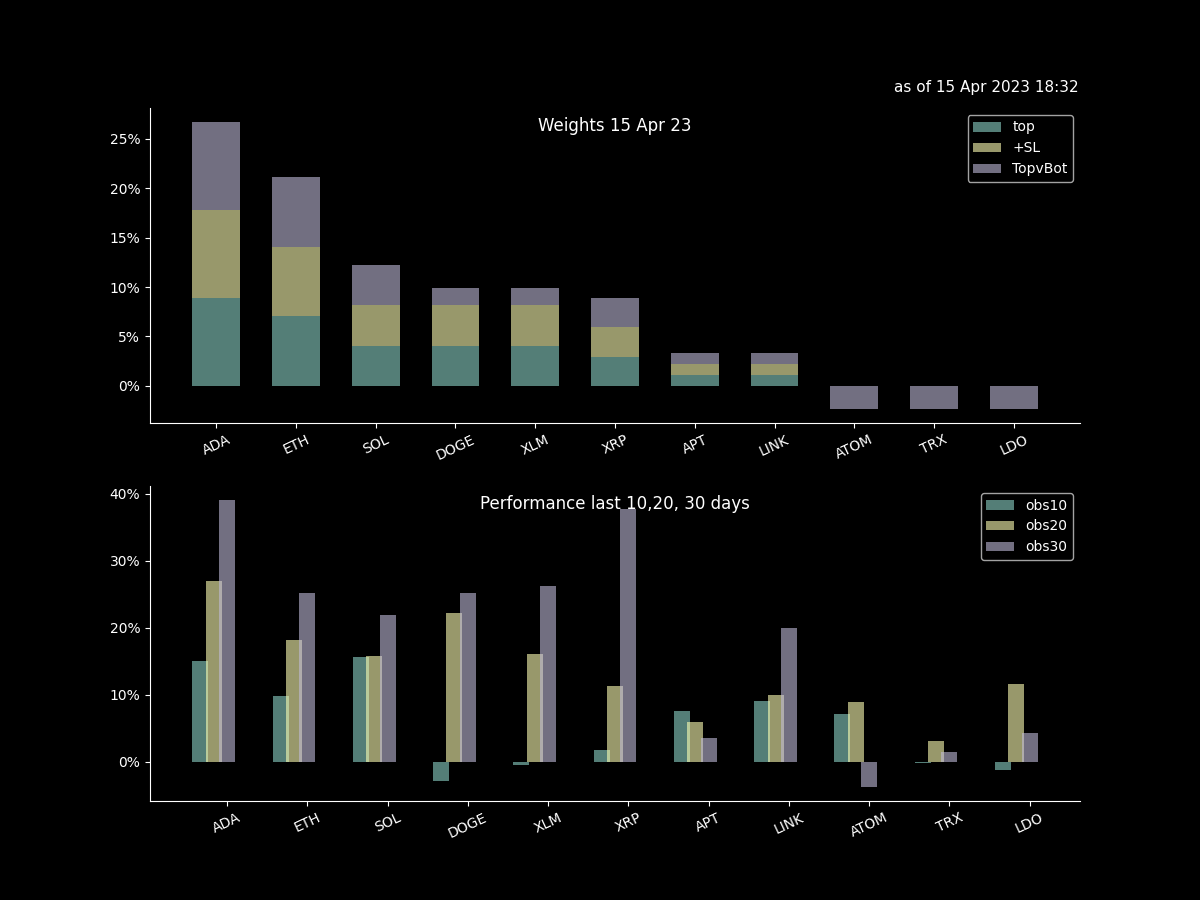 as of 15 Apr 2023 18:32
Weights 15 Apr 23
top
+SL
TopvBot
25%
20%
15%
10%
5%
0%
ADA ETH SOL DOGE XLM XRP APT LINK ATOM TRX LDO
Performance last 10,20, 30 days
obs10
obs20
obs30
40%
30%
20%
10%
0%
ADA ETH SOL DOGE XLM XRP APT LINK ATOM TRX LDO